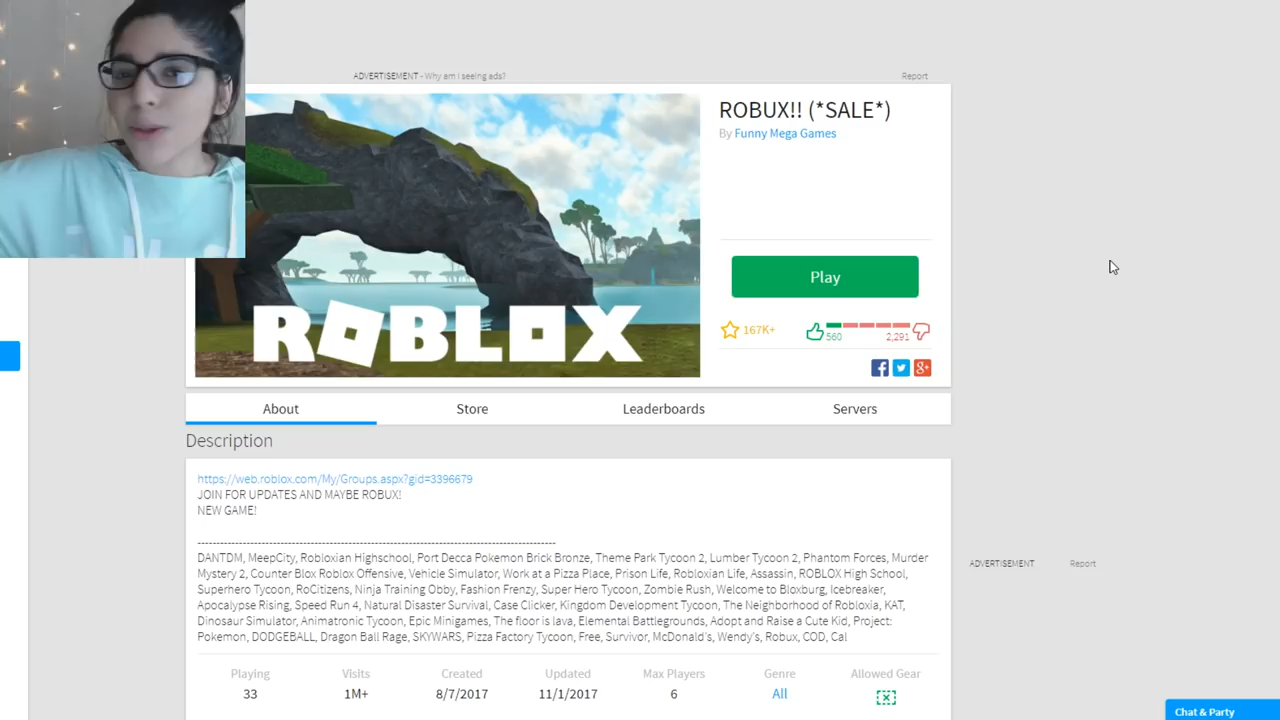 ADVERTISEMENT - Why am I seeing ads?
Report
ROBUX!! (*SALE*)
By Funny Mega Games
ROBLOX
Play
167K+
560
2,291
About
Store
Leaderboards
Servers
Description
https://web.roblox.com/My/Groups.aspx?gid=3396679
JOIN FOR UPDATES AND MAYBE ROBUX!
NEW GAME!
--------------------------------------------------------------------------
DANTDM, MeepCity, Robloxian Highschool, Port Decca Pokemon Brick Bronze, Theme Park Tycoon 2, Lumber Tycoon 2, Phantom Forces, Murder
Mystery 2, Counter Blox Roblox Offensive, Vehicle Simulator, Work at a Pizza Place, Prison Life, Robloxian Life, Assassin, ROBLOX High School,
Superhero Tycoon, RoCitizens, Ninja Training Obby, Fashion Frenzy, Super Hero Tycoon, Zombie Rush, Welcome to Bloxburg, Icebreaker,
Apocalypse Rising, Speed Run 4, Natural Disaster Survival, Case Clicker, Kingdom Development Tycoon, The Neighborhood of Robloxia, KAT,
Dinosaur Simulator, Animatronic Tycoon, Epic Minigames, The floor is lava, Elemental Battlegrounds, Adopt and Raise a Cute Kid, Project:
Pokemon, DODGEBALL, Dragon Ball Rage, SKYWARS, Pizza Factory Tycoon, Free, Survivor, McDonald's, Wendy's, Robux, COD, Cal
ADVERTISEMENT
Report
Playing
Visits
Created
Updated
Max Players
Genre
Allowed Gear
33
1M+
8/7/2017
11/1/2017
6
All
Chat & Party